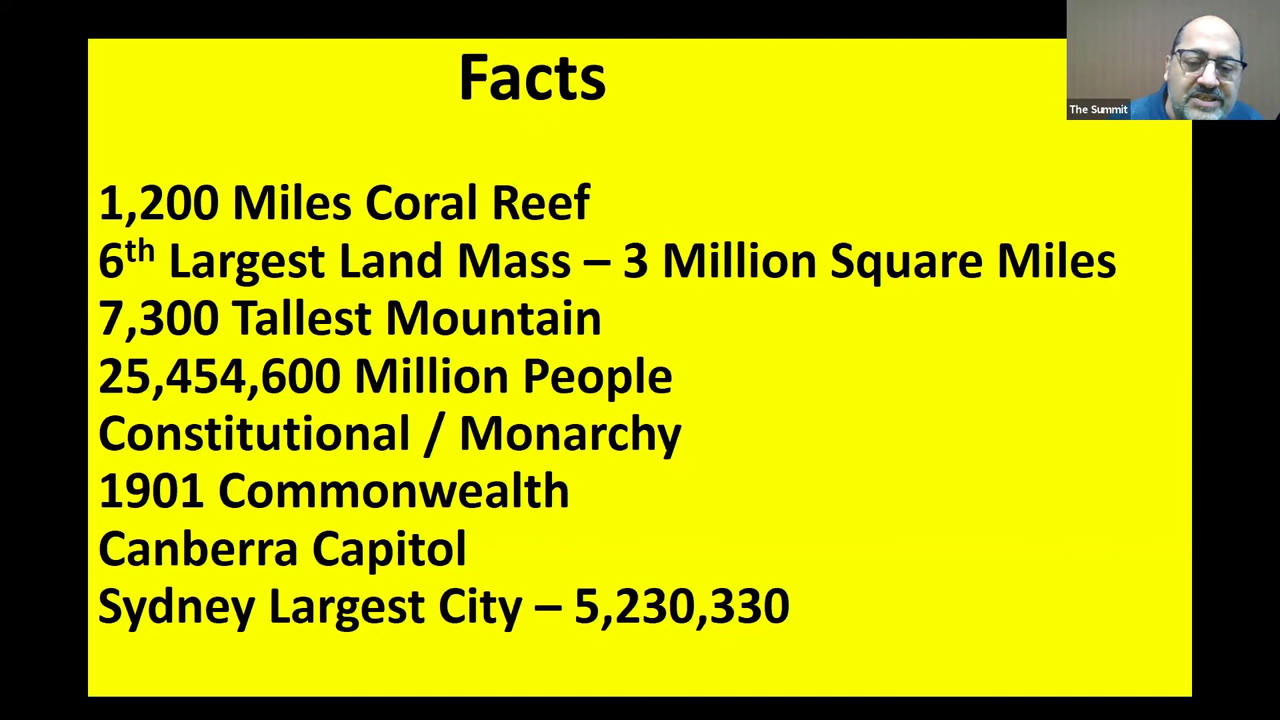 Facts
The Summit
1,200 Miles Coral Reef
6th Largest Land Mass – 3 Million Square Miles
7,300 Tallest Mountain
25,454,600 Million People
Constitutional / Monarchy
1901 Commonwealth
Canberra Capitol
Sydney Largest City – 5,230,330